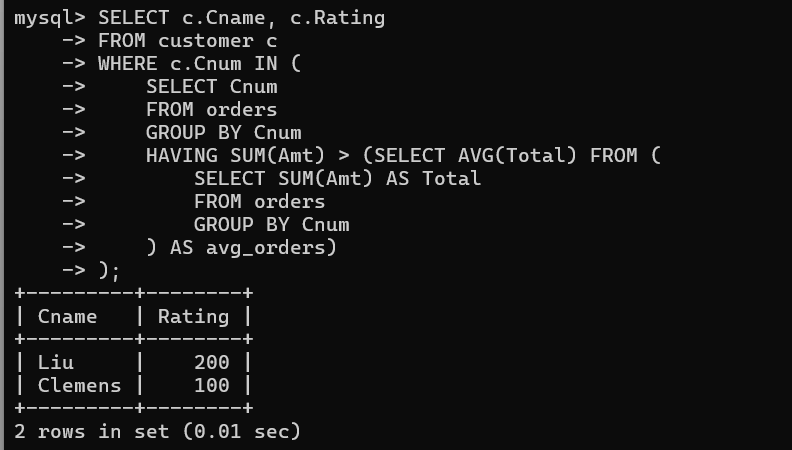 mysql> SELECT c.Cname, c.Rating
    -> FROM customer c
    -> WHERE c.Cnum IN (
    ->     SELECT Cnum
    ->     FROM orders
    ->     GROUP BY Cnum
    ->     HAVING SUM(Amt) > (SELECT AVG(Total) FROM (
    ->         SELECT SUM(Amt) AS Total
    ->         FROM orders
    ->         GROUP BY Cnum
    ->     ) AS avg_orders)
    -> );
+---------+--------+
| Cname   | Rating |
+---------+--------+
| Liu     |    200 |
| Clemens |    100 |
+---------+--------+
2 rows in set (0.01 sec)